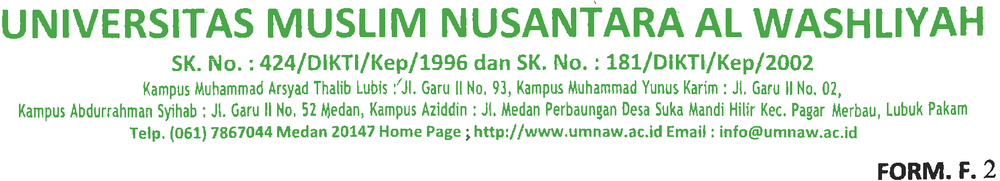 UNIVERSITAS MUSLIM NUSANTARA AL WASHLIYAH
SK. No. : 424/DIKTI/Kep/1996 dan SK. No. : 181/DIKTI/Kep/2002
Kampus Muhammad Arsyad Thalib Lubis : Jl. Garu II No. 93, Kampus Muhammad Yunus Karim : Jl. Garu II No. 02,
Kampus Abdurrahman Syihab : Jl. Garu II No. 52 Medan, Kampus Aziddin : Jl. Medan Perbaungan Desa Suka Mandi Hilir Kec. Pagar Merbau, Lubuk Pakam
Telp. (061) 7867044 Medan 20147 Home Page ; http://www.umnaw.ac.id Email : info@umnaw.ac.id
FORM. F. 2